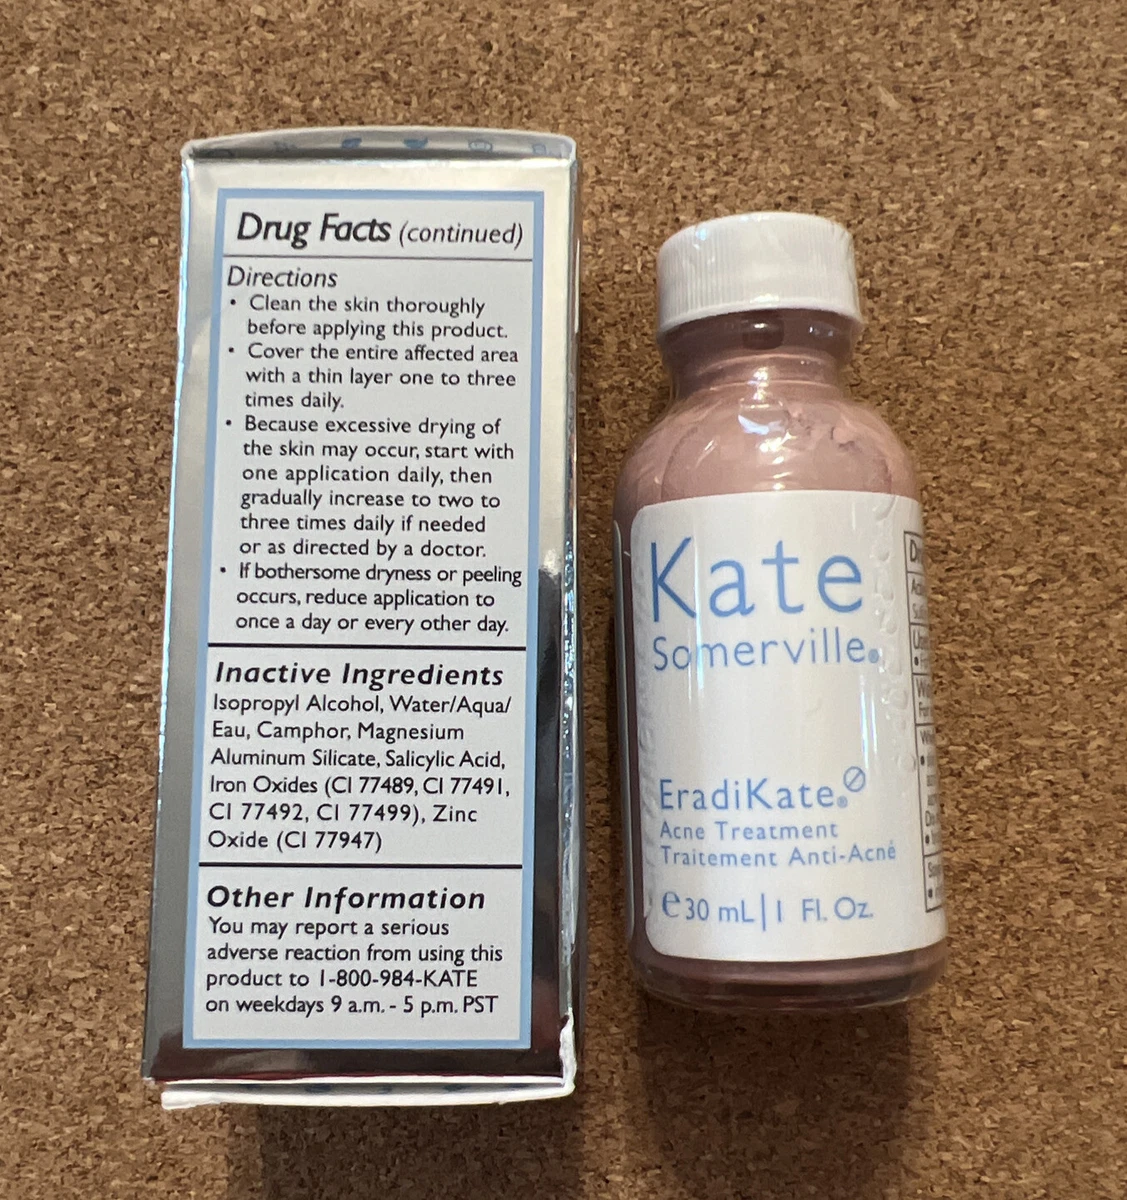 Drug Facts (continued)
Directions
• Clean the skin thoroughly
before applying this product.
• Cover the entire affected area
with a thin layer one to three
times daily.
• Because excessive drying of
the skin may occur, start with
one application daily, then
gradually increase to two to
three times daily if needed
or as directed by a doctor.
• If bothersome dryness or peeling
occurs, reduce application to
once a day or every other day.
Inactive Ingredients
Isopropyl Alcohol, Water/Aqua/
Eau, Camphor, Magnesium
Aluminum Silicate, Salicylic Acid,
Iron Oxides (CI 77489, CI 77491,
CI 77492, CI 77499), Zinc
Oxide (CI 77947)
Other Information
You may report a serious
adverse reaction from using this
product to 1-800-984-KATE
on weekdays 9 a.m. - 5 p.m. PST
Kate
Somerville®
EradiKate®
Acne Treatment
Traitement Anti-Acné
e 30 mL | 1 Fl. Oz.